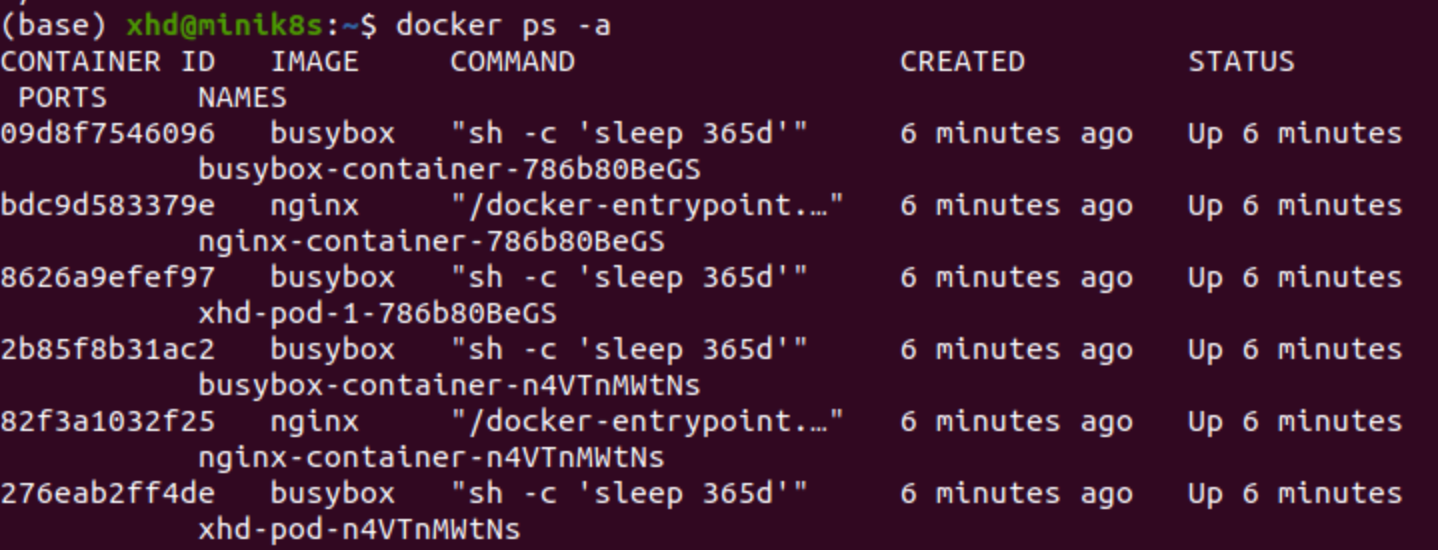 (base) xhd@minik8s:~$ docker ps -a
CONTAINER ID   IMAGE     COMMAND                  CREATED         STATUS
 PORTS     NAMES
09d8f7546096   busybox   "sh -c 'sleep 365d'"     6 minutes ago   Up 6 minutes
           busybox-container-786b80BeGS
bdc9d583379e   nginx     "/docker-entrypoint.…"   6 minutes ago   Up 6 minutes
           nginx-container-786b80BeGS
8626a9efef97   busybox   "sh -c 'sleep 365d'"     6 minutes ago   Up 6 minutes
           xhd-pod-1-786b80BeGS
2b85f8b31ac2   busybox   "sh -c 'sleep 365d'"     6 minutes ago   Up 6 minutes
           busybox-container-n4VTnMWtNs
82f3a1032f25   nginx     "/docker-entrypoint.…"   6 minutes ago   Up 6 minutes
           nginx-container-n4VTnMWtNs
276eab2ff4de   busybox   "sh -c 'sleep 365d'"     6 minutes ago   Up 6 minutes
           xhd-pod-n4VTnMWtNs